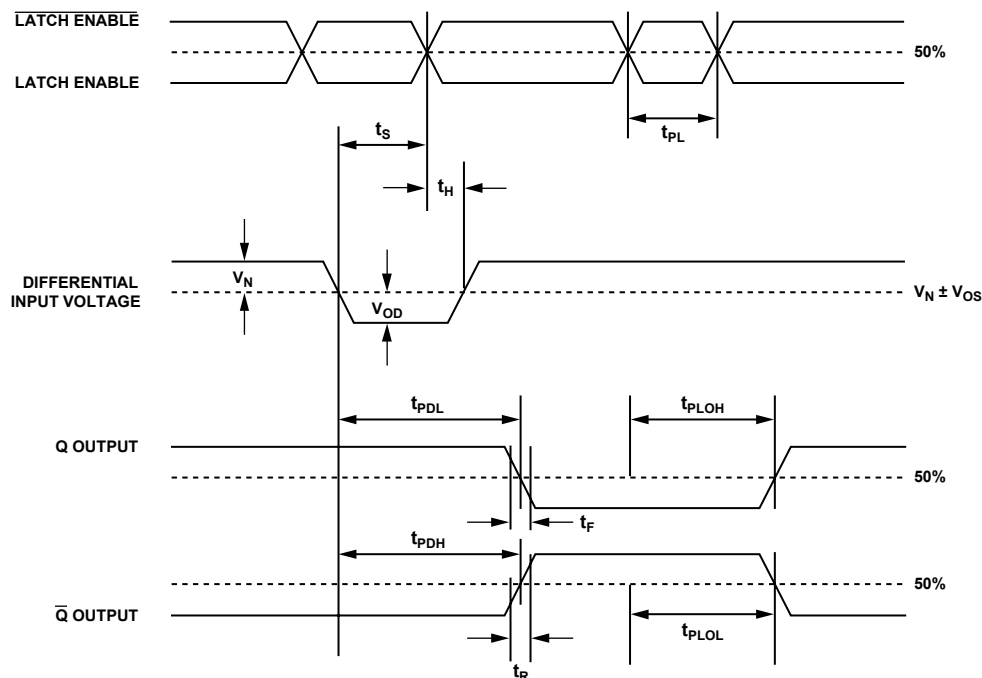 LATCH ENABLE
50%
LATCH ENABLE
tS
tPL
tH
VN
DIFFERENTIAL
INPUT VOLTAGE
VOD
VN ± VOS
tPDL
tPLOH
Q OUTPUT
50%
tF
tPDH
50%
Q̅ OUTPUT
tPLOL
tR